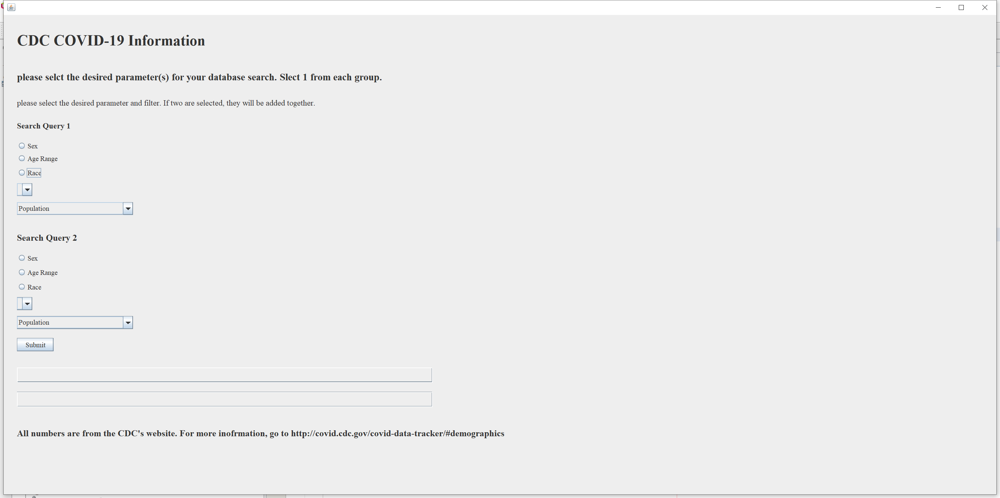 CDC COVID-19 Information
please selct the desired parameter(s) for your database search. Slect 1 from each group.
please select the desired parameter and filter. If two are selected, they will be added together.
Search Query 1
Sex
Age Range
Race
Population
Search Query 2
Sex
Age Range
Race
Population
Submit
All numbers are from the CDC's website. For more inofrmation, go to http://covid.cdc.gov/covid-data-tracker/#demographics